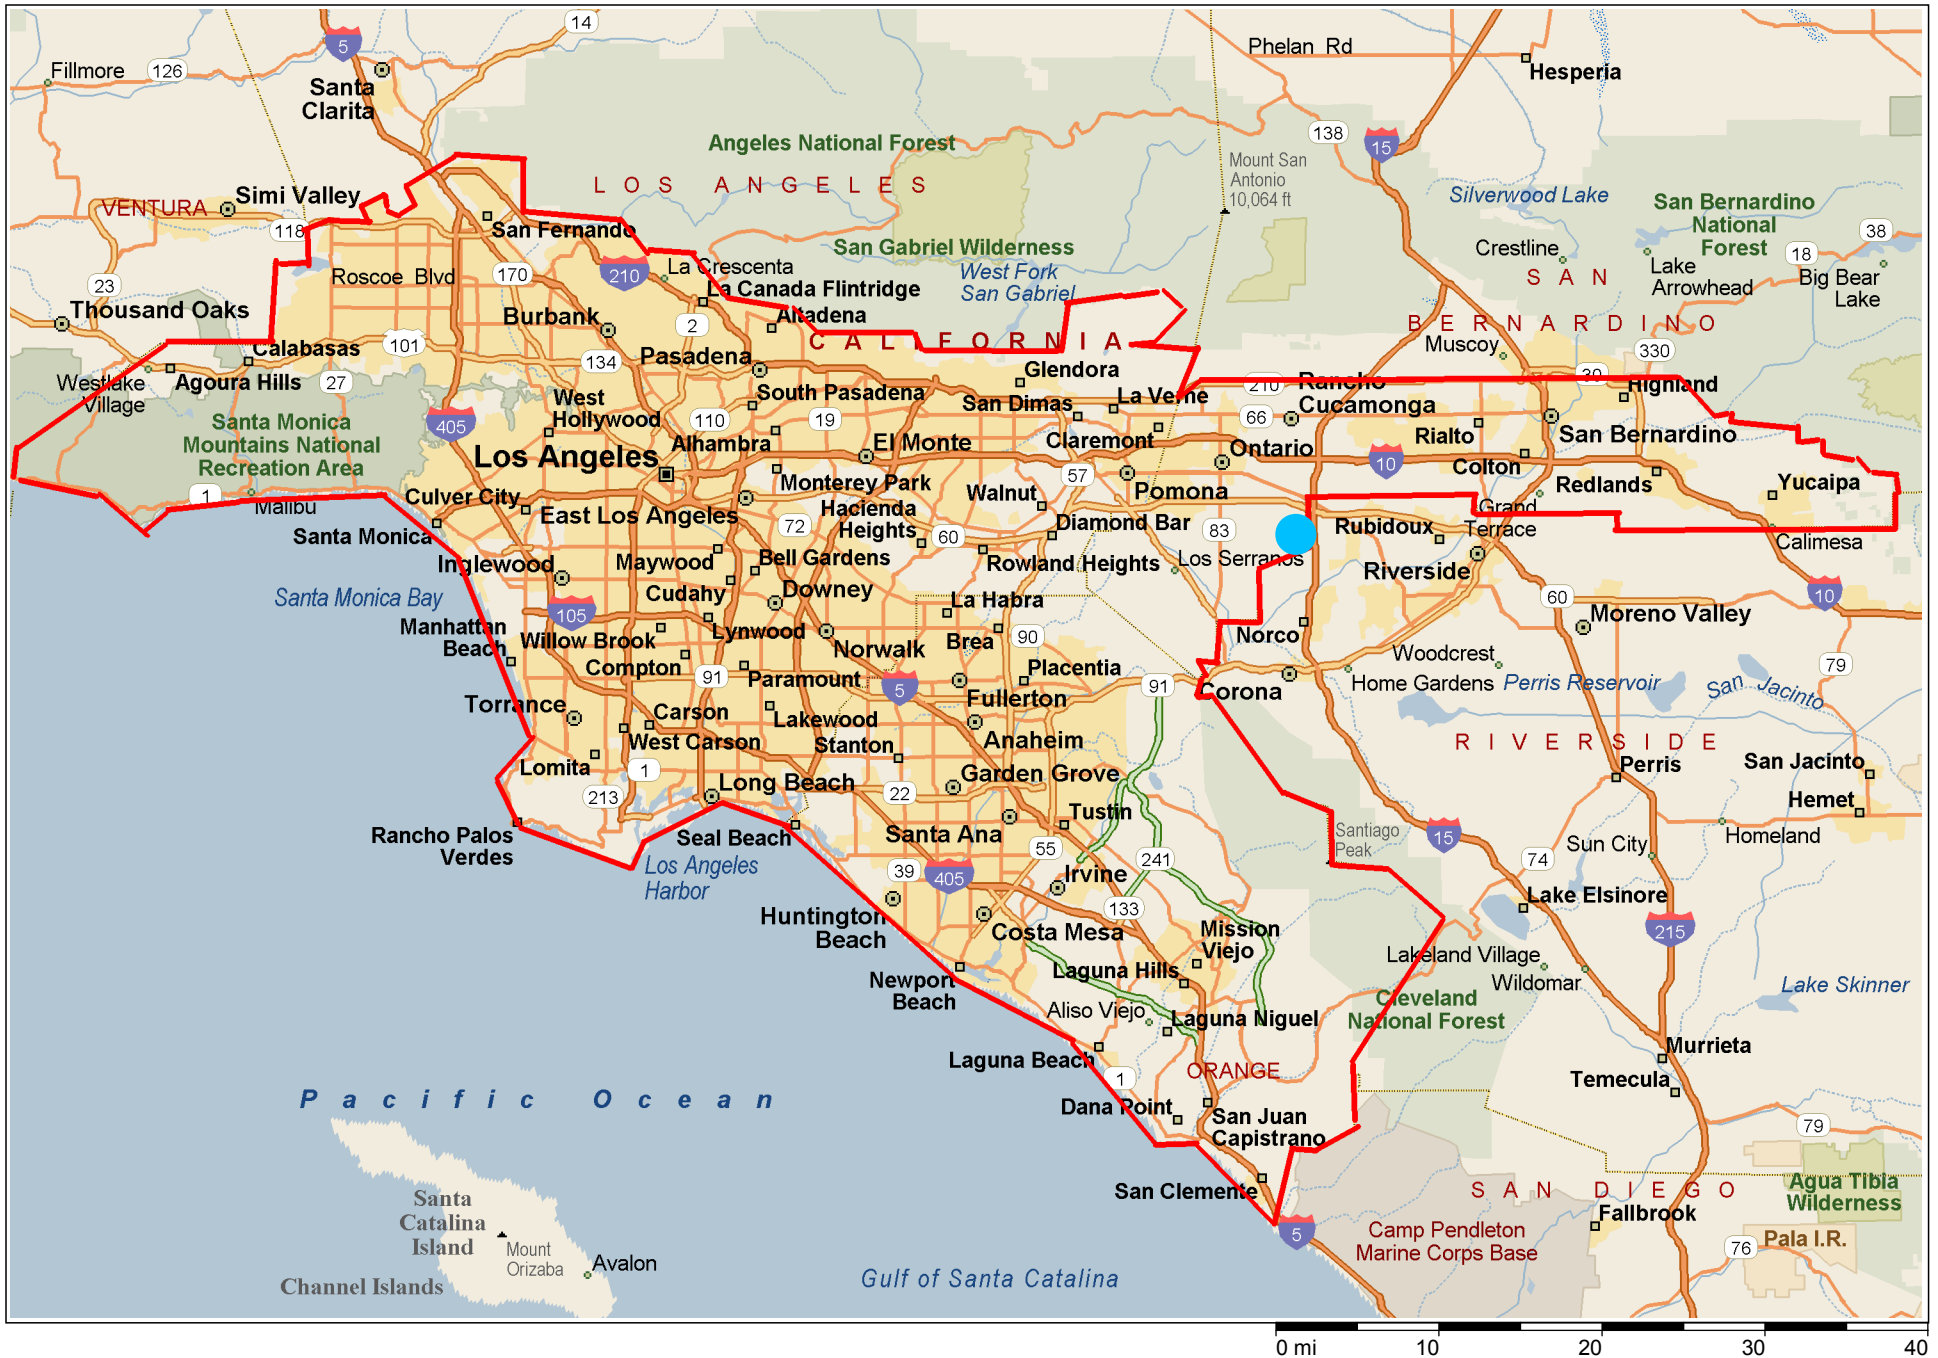 14
5
Phelan Rd
Fillmore
126
Hesperia
Santa
Clarita
138
15
Angeles National Forest
Mount San
Antonio
10,064 ft
LOS ANGELES
Silverwood Lake
San Bernardino
National
Forest
Simi Valley
VENTURA
118
San Fernando
San Gabriel Wilderness
West Fork
San Gabriel
Crestline
38
18
Lake
Arrowhead
Big Bear
Lake
SAN
Roscoe Blvd
170
210
La Crescenta
La Canada Flintridge
23
Thousand Oaks
Burbank
2
Altadena
BERNARDINO
CALIFORNIA
Muscoy
330
Calabasas
101
134
Pasadena
Glendora
Westlake
Village
Agoura Hills
27
South Pasadena
La Verne
210
Rancho
Cucamonga
30
Highland
West
Hollywood
110
19
San Dimas
66
Santa Monica
Mountains National
Recreation Area
405
Alhambra
El Monte
Claremont
Ontario
Rialto
San Bernardino
Los Angeles
10
Colton
57
Monterey Park
Walnut
Pomona
Redlands
Yucaipa
1
Malibu
Culver City
East Los Angeles
Hacienda
Heights
Grand
Terrace
Santa Monica
72
60
Diamond Bar
83
Rubidoux
Calimesa
Inglewood
Maywood
Bell Gardens
Rowland Heights
Los Serranos
Riverside
Santa Monica Bay
105
Cudahy
Downey
La Habra
60
10
Moreno Valley
Manhattan
Beach
Willow Brook
Lynwood
Norwalk
Brea
90
Norco
Compton
91
Paramount
5
Placentia
91
Woodcrest
79
Home Gardens
Perris Reservoir
San Jacinto
Torrance
Carson
Lakewood
Fullerton
Corona
West Carson
Stanton
Anaheim
RIVERSIDE
Lomita
1
213
Long Beach
22
Garden Grove
Perris
San Jacinto
Hemet
Rancho Palos
Verdes
Seal Beach
Santa Ana
Tustin
Santiago
Peak
15
Homeland
Los Angeles
Harbor
39
405
55
241
74
Sun City
Irvine
133
Lake Elsinore
Huntington
Beach
Costa Mesa
Mission
Viejo
215
Newport
Beach
Laguna Hills
Lakeland Village
Wildomar
Lake Skinner
Aliso Viejo
Laguna Niguel
Cleveland
National Forest
Laguna Beach
Murrieta
1
ORANGE
Temecula
Pacific Ocean
Dana Point
San Juan
Capistrano
79
Santa
Catalina
Island
San Clemente
SAN DIEGO
Agua Tibia
Wilderness
Fallbrook
5
Camp Pendleton
Marine Corps Base
76
Pala I.R.
Mount
Orizaba
Avalon
Channel Islands
Gulf of Santa Catalina
0 mi 10 20 30 40